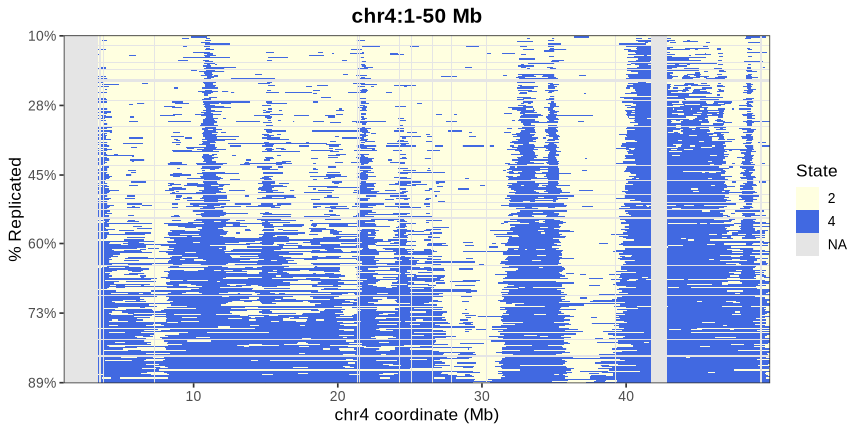 chr4:1-50 Mb
10%
28%
45%
60%
73%
89%
% Replicated
10
20
30
40
chr4 coordinate (Mb)
State
2
4
NA